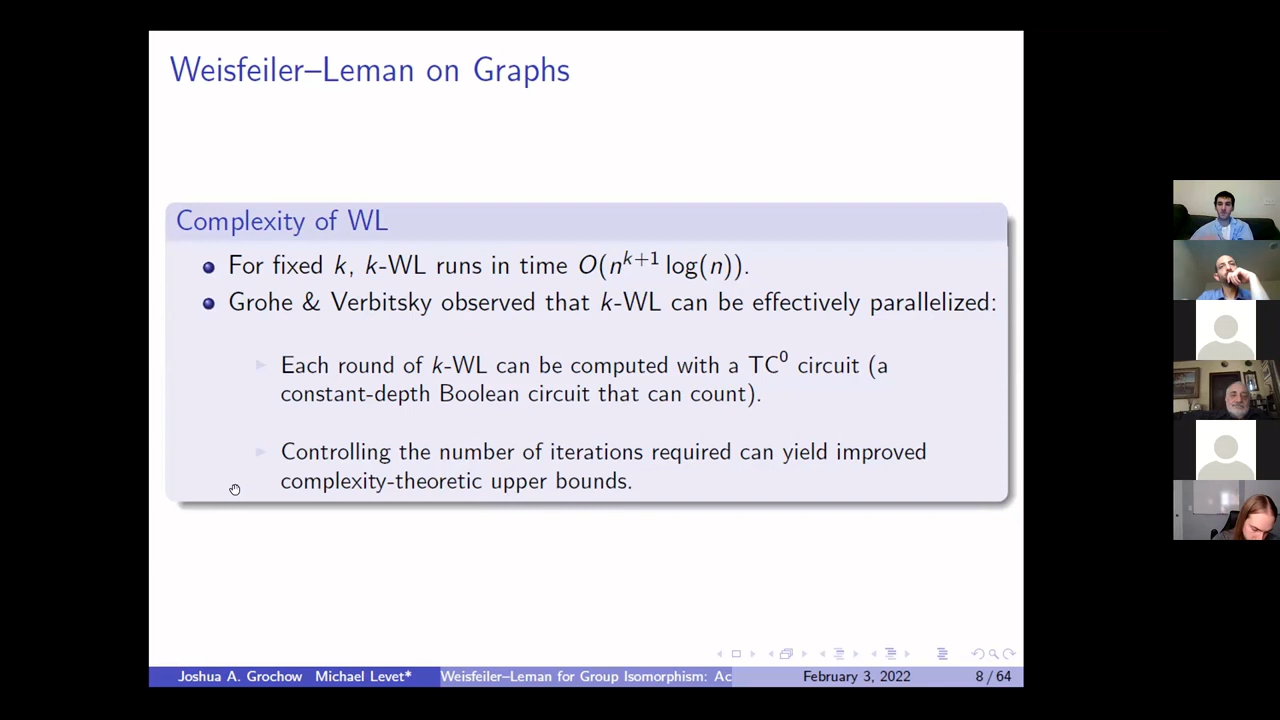 Weisfeiler–Leman on Graphs
Complexity of WL
For fixed k, k-WL runs in time O(n^{k+1} log(n)).
Grohe & Verbitsky observed that k-WL can be effectively parallelized:
Each round of k-WL can be computed with a TC^0 circuit (a
constant-depth Boolean circuit that can count).
Controlling the number of iterations required can yield improved
complexity-theoretic upper bounds.
Joshua A. Grochow Michael Levet* Weisfeiler–Leman for Group Isomorphism: Ac February 3, 2022 8 / 64